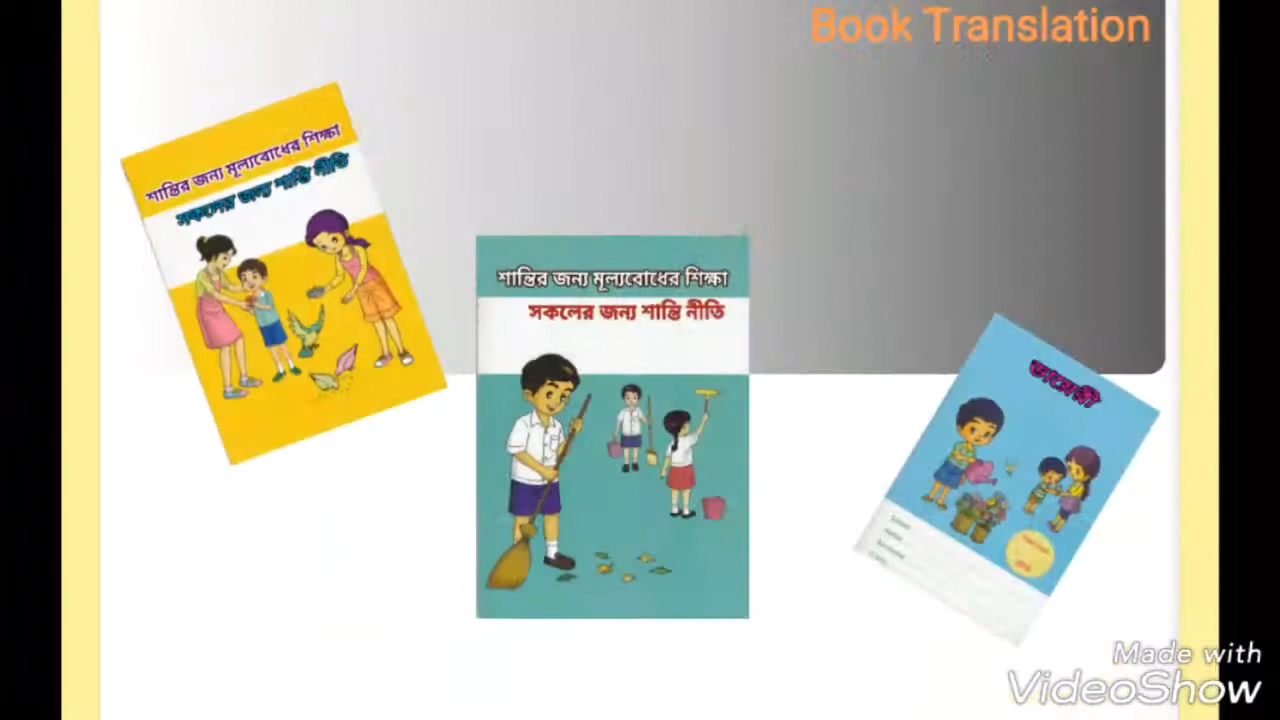 Book Translation
শান্তির জন্য মূল্যবোধের শিক্ষা
সকলের জন্য শান্তি নীতি
শান্তির জন্য মূল্যবোধের শিক্ষা
সকলের জন্য শান্তি নীতি
ডায়েরী
Made with
VideoShow